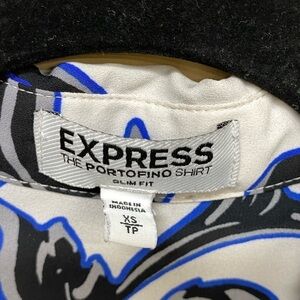 EXPRESS
THE PORTOFINO SHIRT
SLIM FIT
MADE IN
INDONESIA
XS
TP